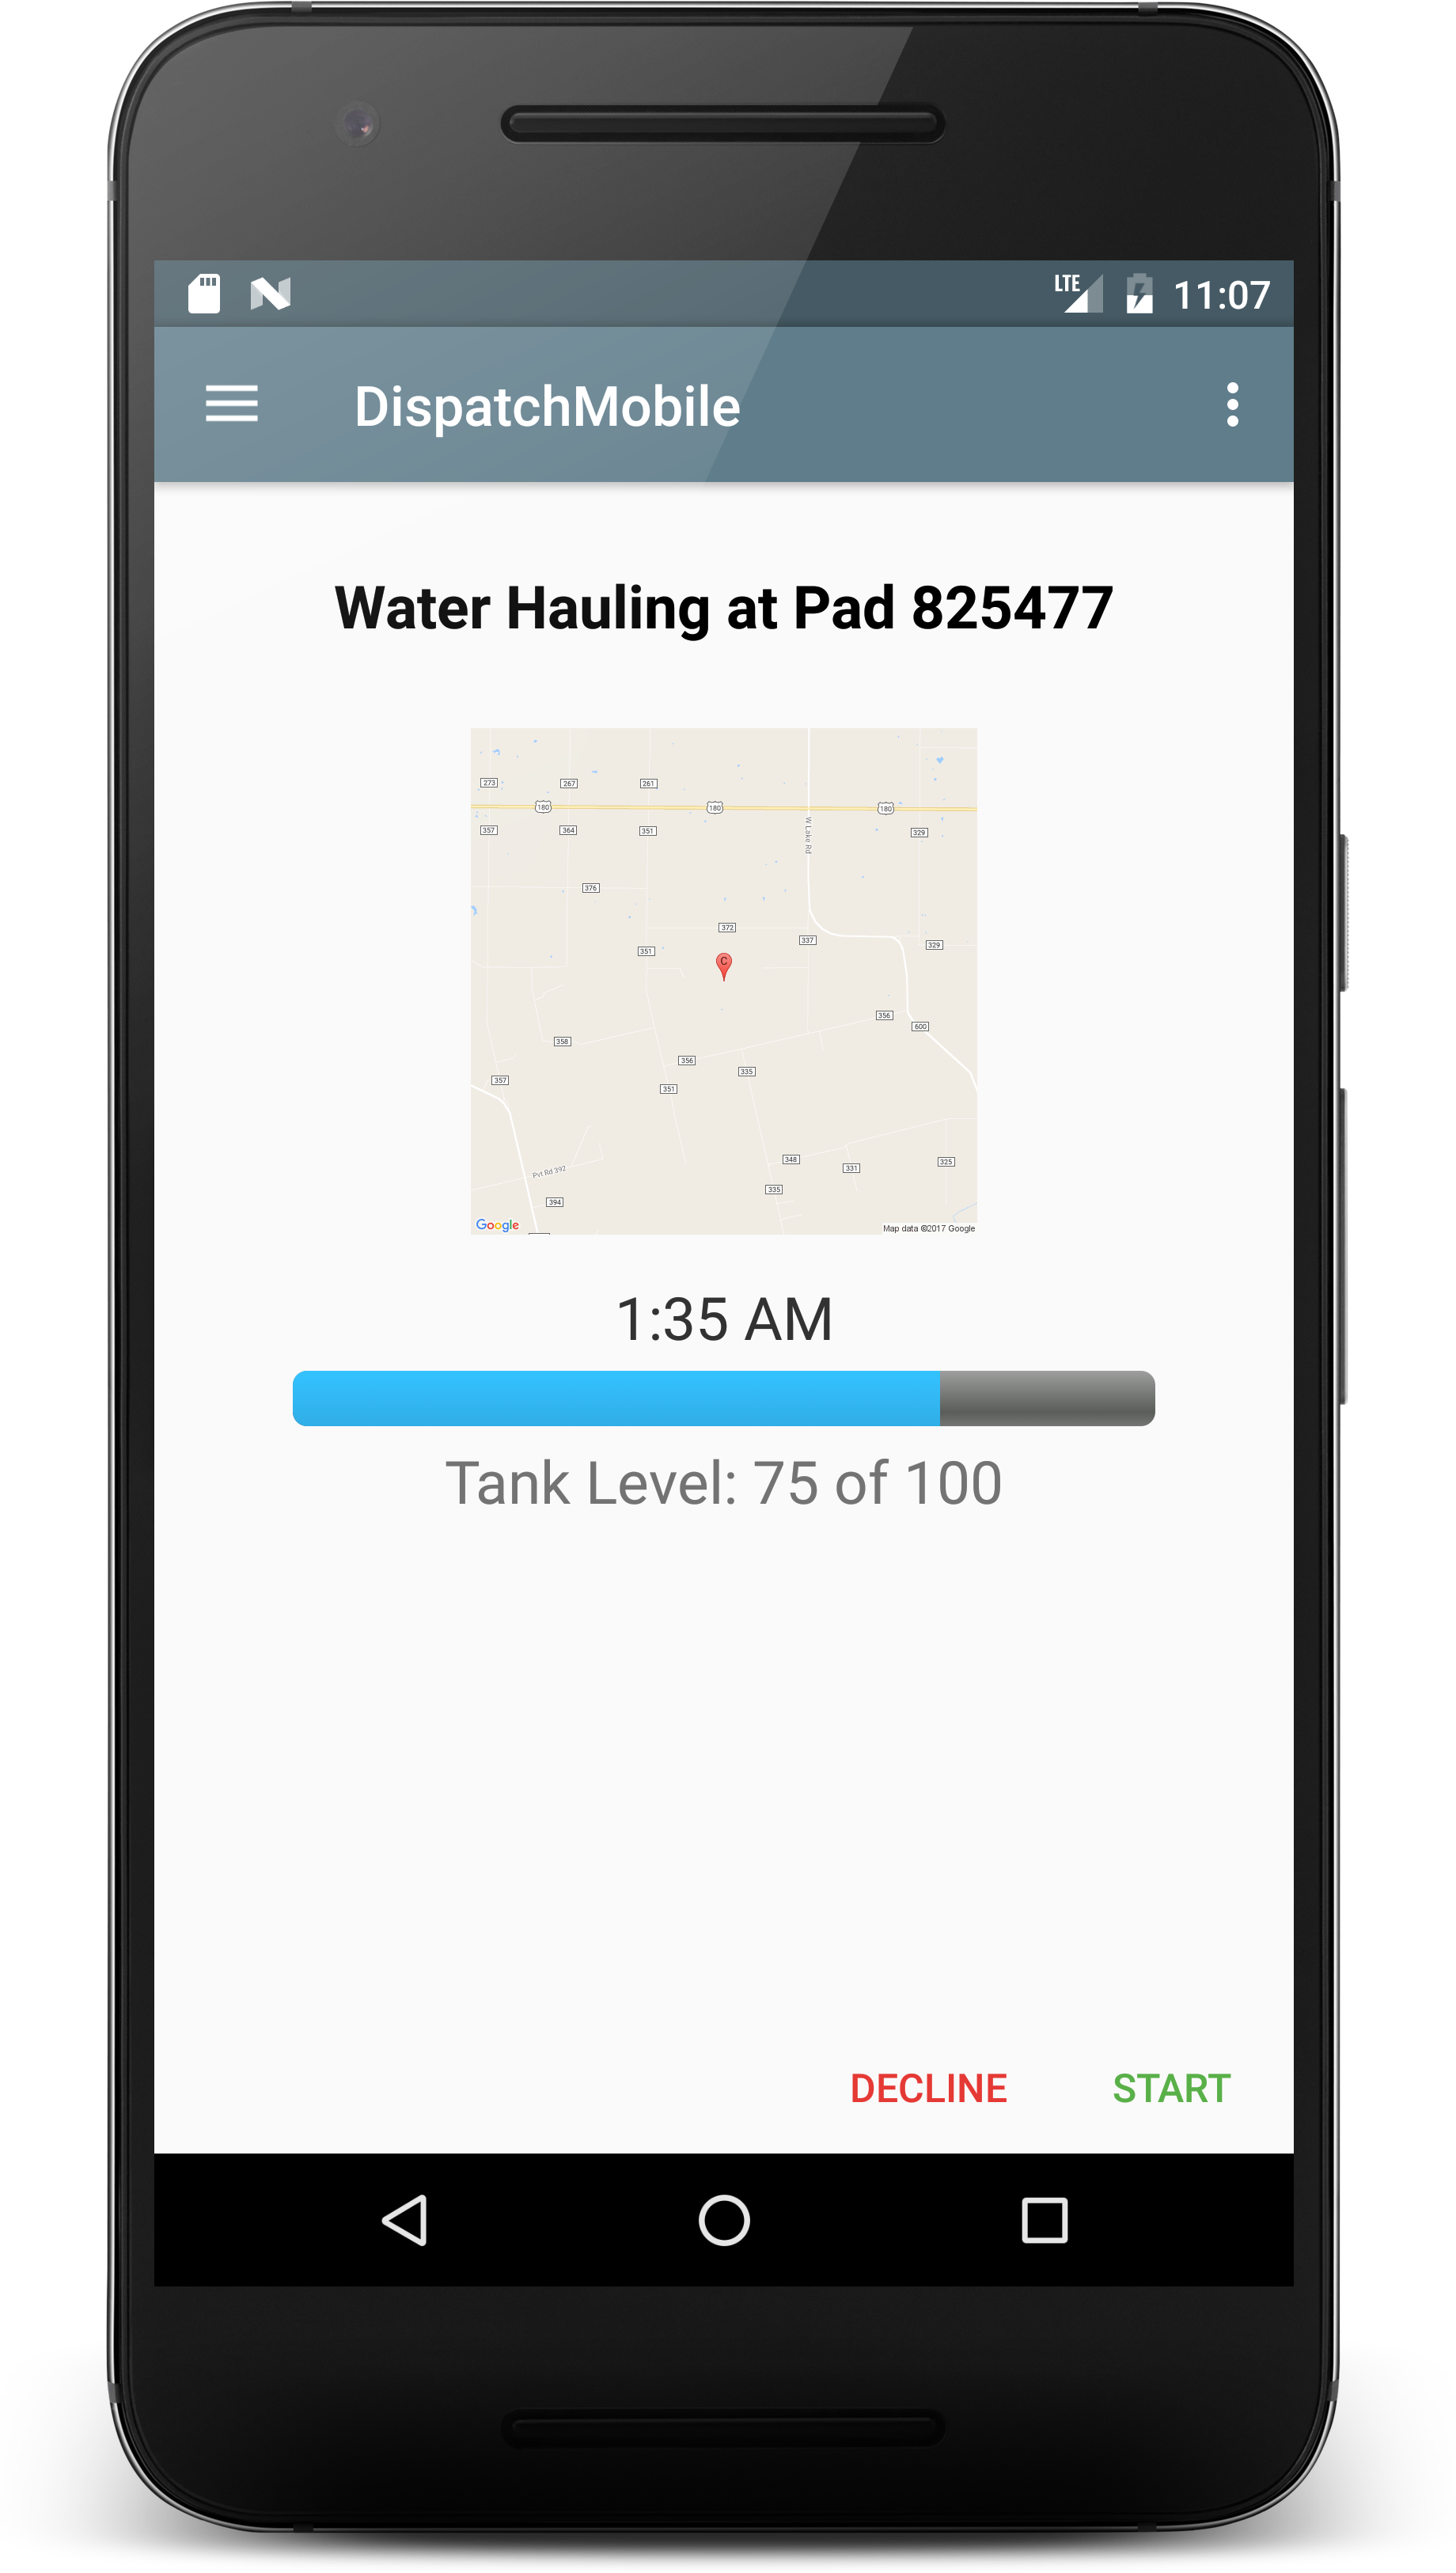 LTE 11:07
DispatchMobile
Water Hauling at Pad 825477
273 267 261
180 180 180
357 364 351 W Lake Rd 329
376
372
351 337 329
356
600
358
356
357 335
351
348
331 325
Pvt Rd 392
335
394
Google Map data ©2017 Google
1:35 AM
Tank Level: 75 of 100
DECLINE START